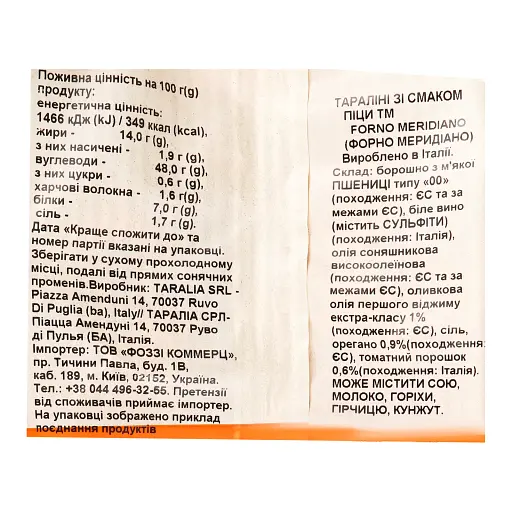 Поживна цінність на 100 г(g)
продукту:
енергетична цінність:
1466 кДж (kJ) / 349 ккал (kcal),
жири - 14,0 г (g),
з них насичені - 1,9 г (g),
вуглеводи - 48,0 г (g),
з них цукри - 0,6 г (g),
харчові волокна - 1,6 г (g),
білки - 7,0 г (g),
сіль - 1,7 г (g).
Дата «Краще спожити до» та
номер партії вказані на упаковці.
Зберігати у сухому прохолодному
місці, подалі від прямих сонячних
променів.Виробник: TARALIA SRL -
Piazza Amenduni 14, 70037 Ruvo
Di Puglia (ba), Italy// ТАРАЛІА СРЛ-
Піацца Амендуні 14, 70037 Руво
ді Пулья (БА), Італія.
Імпортер: ТОВ «ФОЗЗІ КОММЕРЦ»,
пр. Тичини Павла, буд. 1В,
каб. 189, м. Київ, 02152, Україна.
Тел.: +38 044 496-32-55. Претензії
від споживачів приймає імпортер.
На упаковці зображено приклад
поєднання продуктів
ТАРАЛІНІ ЗІ СМАКОМ
ПІЦИ ТМ
FORNO MERIDIANO
(ФОРНО МЕРИДІАНО)
Вироблено в Італії.
Склад: борошно з м'якої
ПШЕНИЦІ типу «00»
(походження: ЄС та за
межами ЄС), біле вино
(містить СУЛЬФІТИ)
(походження: Італія),
олія соняшникова
високоолеїнова
(походження: ЄС та за
межами ЄС), оливкова
олія першого віджиму
екстра-класу 1%
(походження: ЄС), сіль,
орегано 0,9%(походження:
ЄС), томатний порошок
0,6%(походження: Італія).
МОЖЕ МІСТИТИ СОЮ,
МОЛОКО, ГОРІХИ,
ГІРЧИЦЮ, КУНЖУТ.